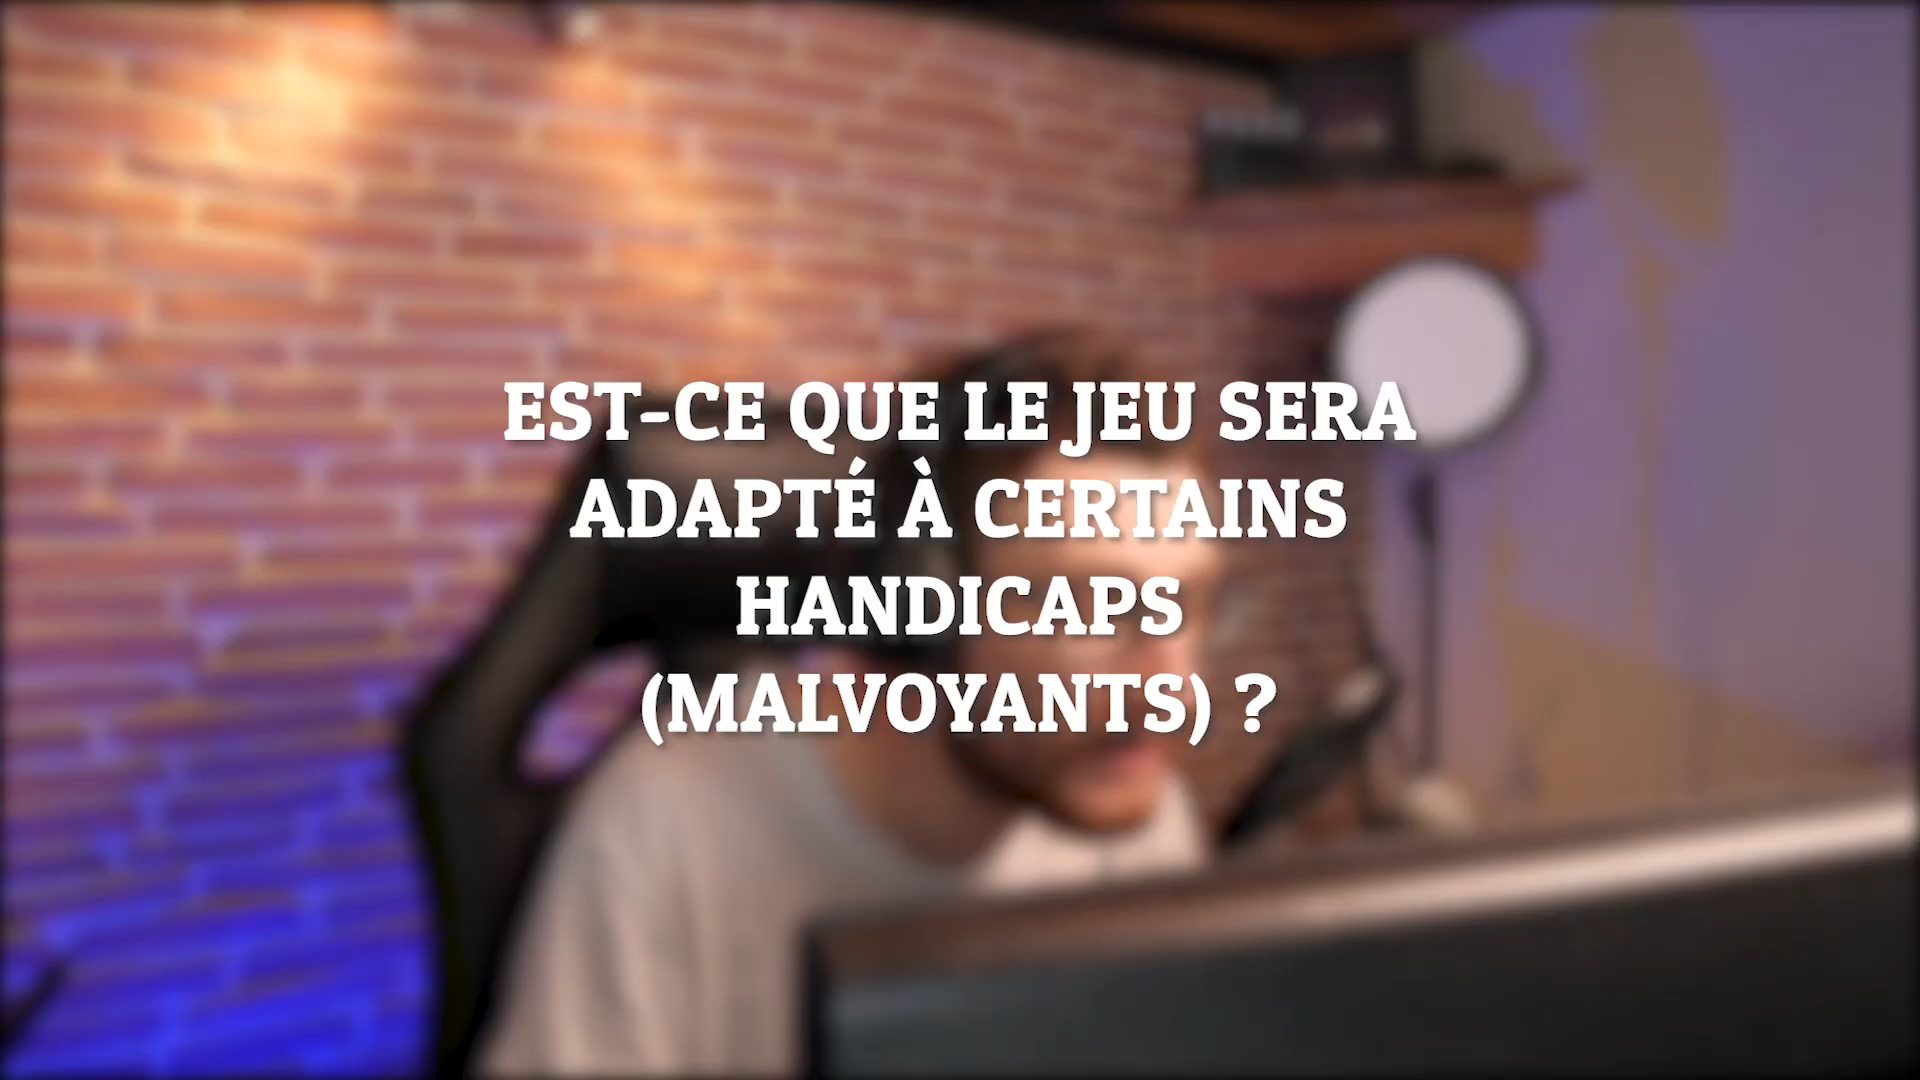 EST-CE QUE LE JEU SERA
ADAPTÉ À CERTAINS
HANDICAPS
(MALVOYANTS) ?